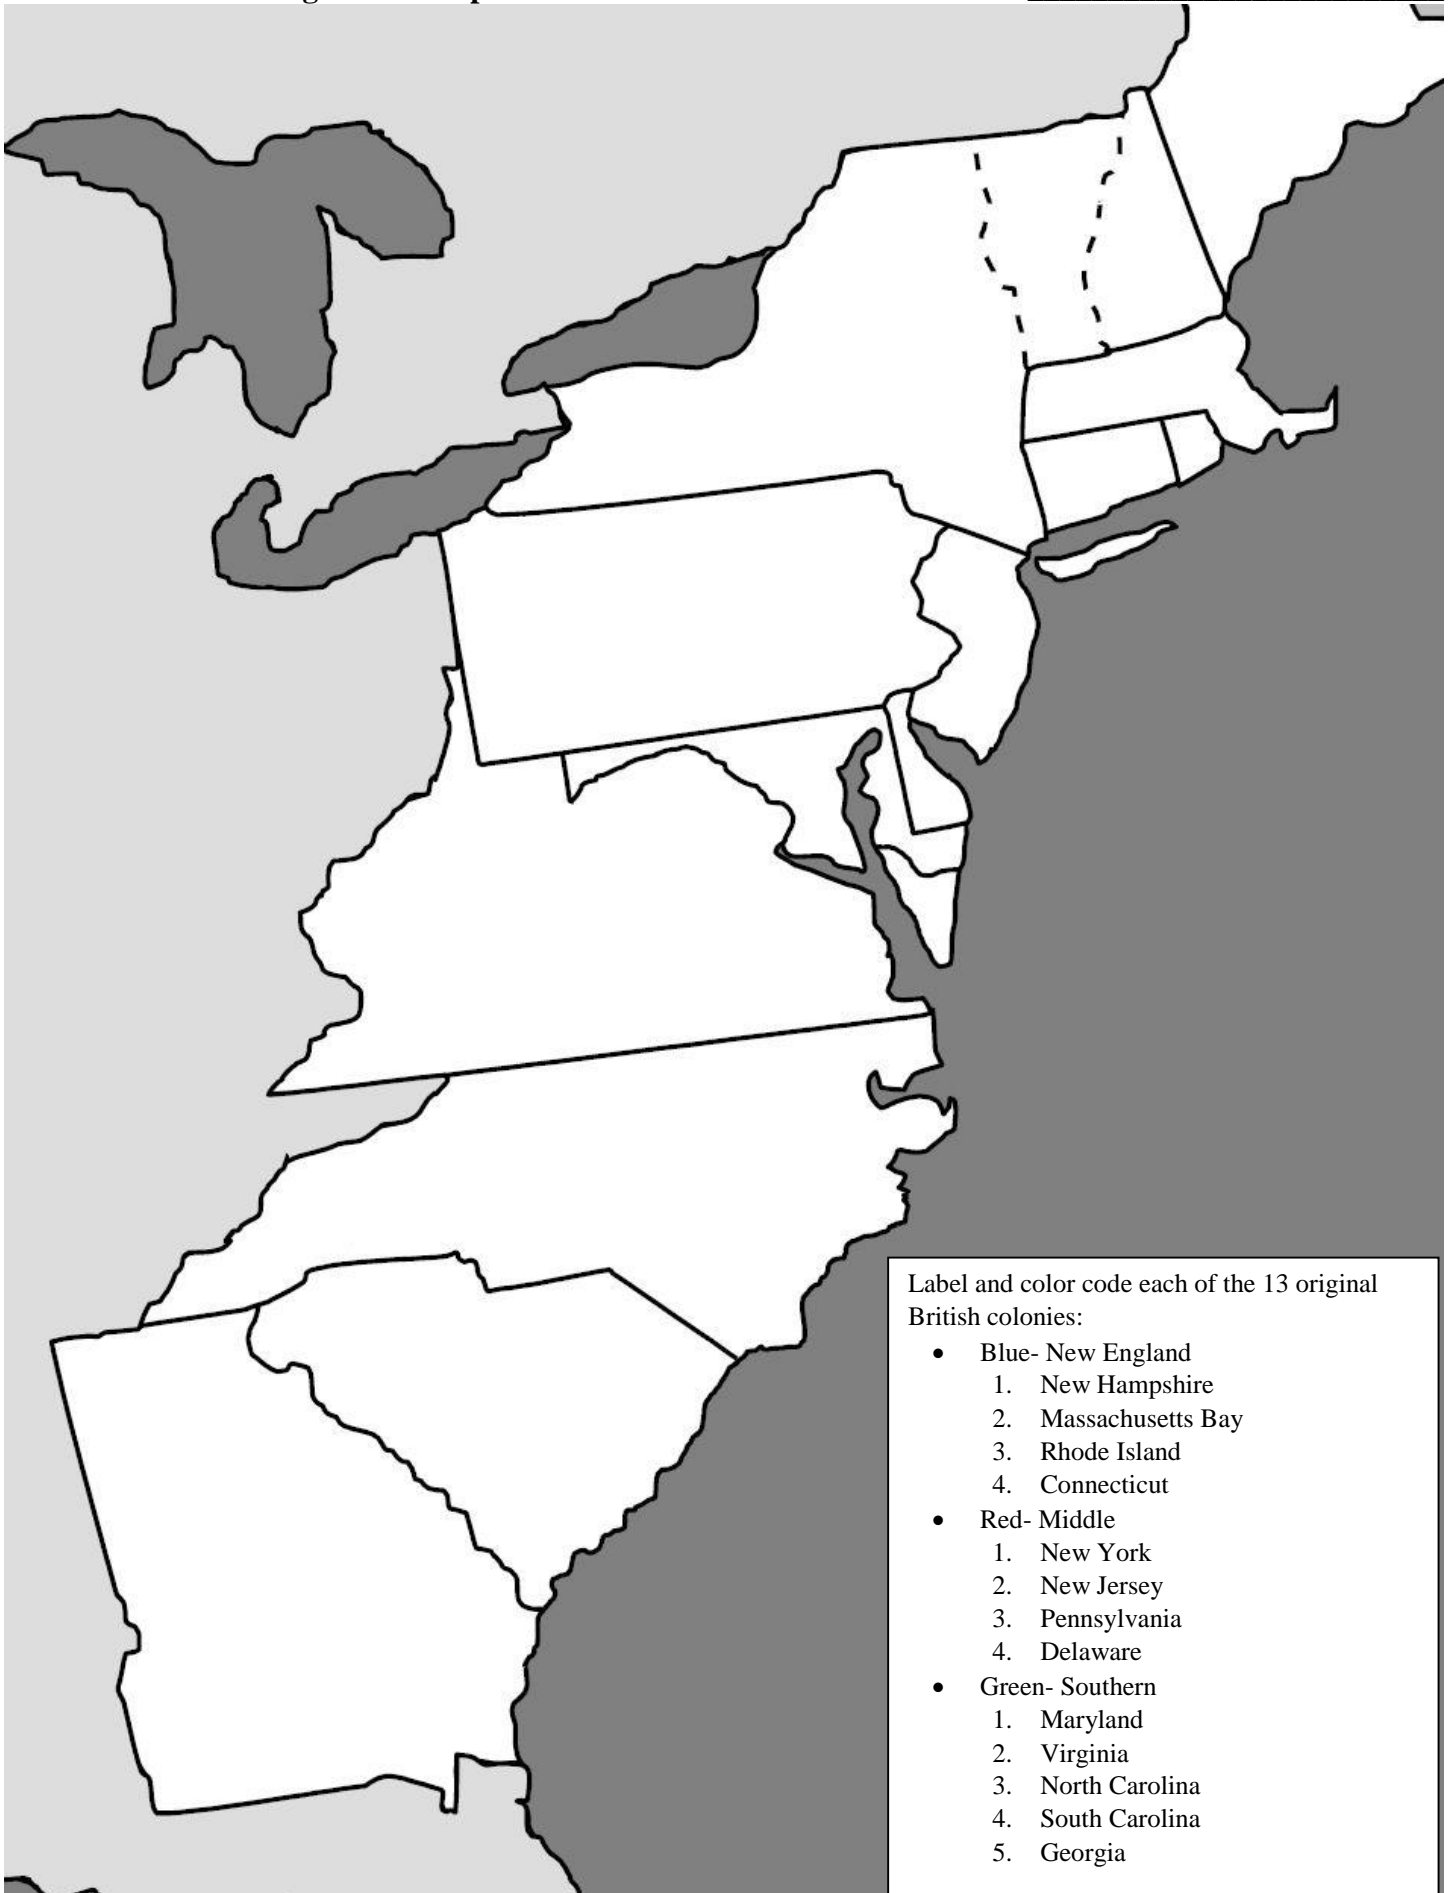 Label and color code each of the 13 original
British colonies:
• Blue- New England
1. New Hampshire
2. Massachusetts Bay
3. Rhode Island
4. Connecticut
• Red- Middle
1. New York
2. New Jersey
3. Pennsylvania
4. Delaware
• Green- Southern
1. Maryland
2. Virginia
3. North Carolina
4. South Carolina
5. Georgia